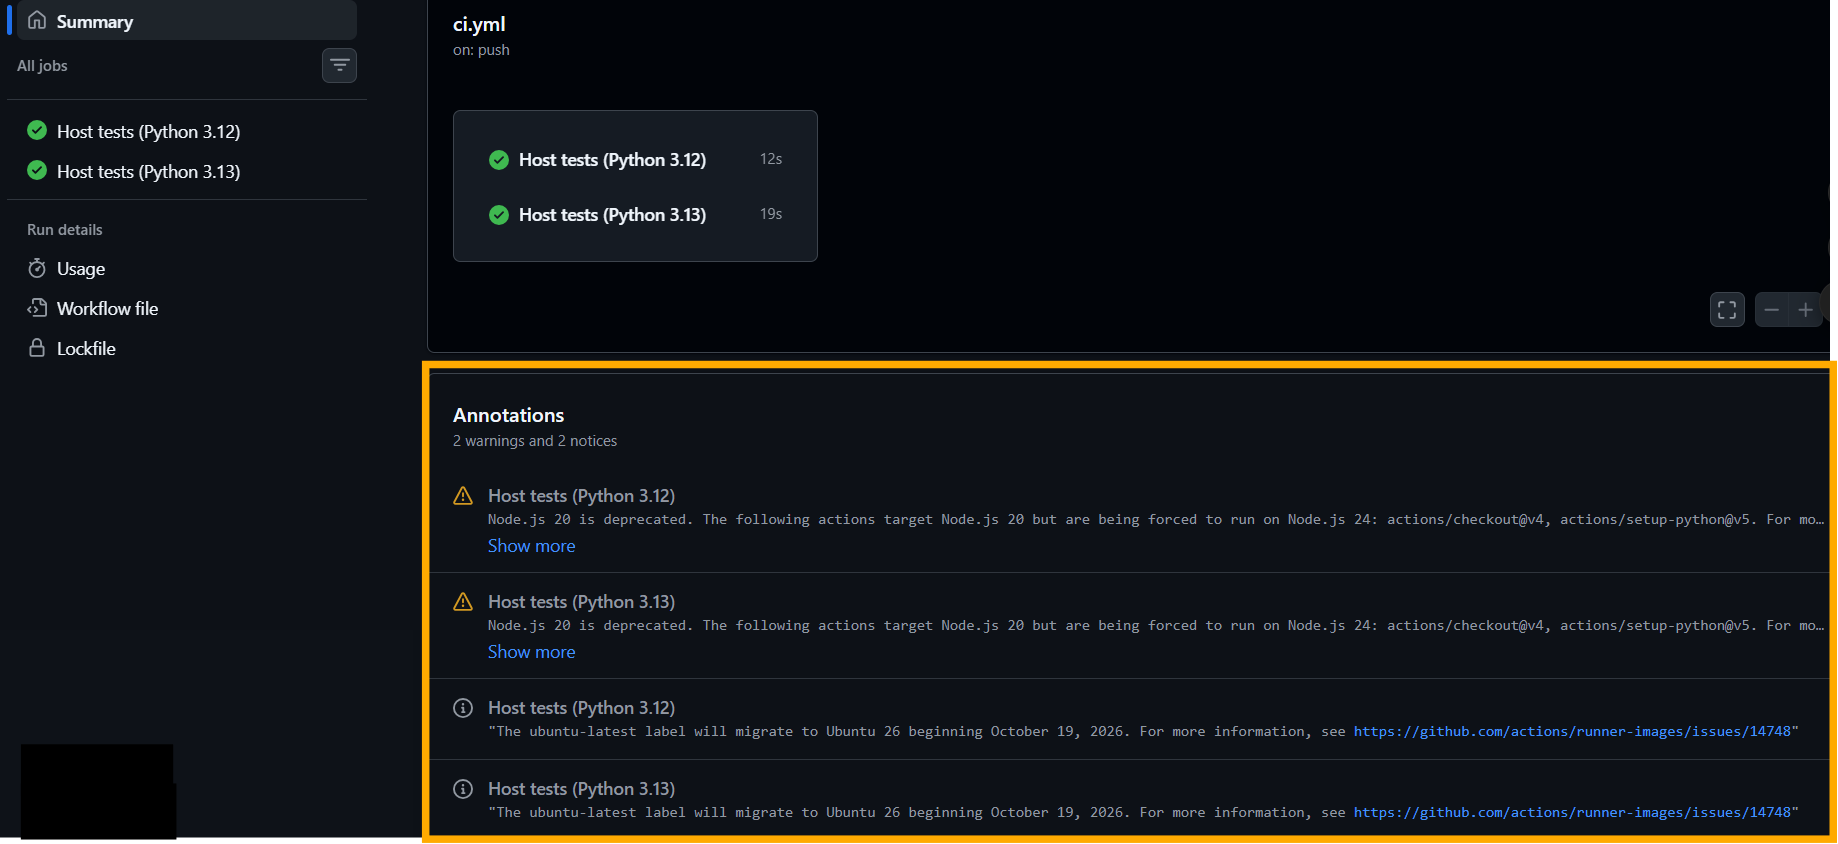 Summary
All jobs
Host tests (Python 3.12)
Host tests (Python 3.13)
Run details
Usage
Workflow file
Lockfile
ci.yml
on: push
Host tests (Python 3.12) 12s
Host tests (Python 3.13) 19s
Annotations
2 warnings and 2 notices
Host tests (Python 3.12)
Node.js 20 is deprecated. The following actions target Node.js 20 but are being forced to run on Node.js 24: actions/checkout@v4, actions/setup-python@v5. For mo…
Show more
Host tests (Python 3.13)
Node.js 20 is deprecated. The following actions target Node.js 20 but are being forced to run on Node.js 24: actions/checkout@v4, actions/setup-python@v5. For mo…
Show more
Host tests (Python 3.12)
"The ubuntu-latest label will migrate to Ubuntu 26 beginning October 19, 2026. For more information, see https://github.com/actions/runner-images/issues/14748"
Host tests (Python 3.13)
"The ubuntu-latest label will migrate to Ubuntu 26 beginning October 19, 2026. For more information, see https://github.com/actions/runner-images/issues/14748"